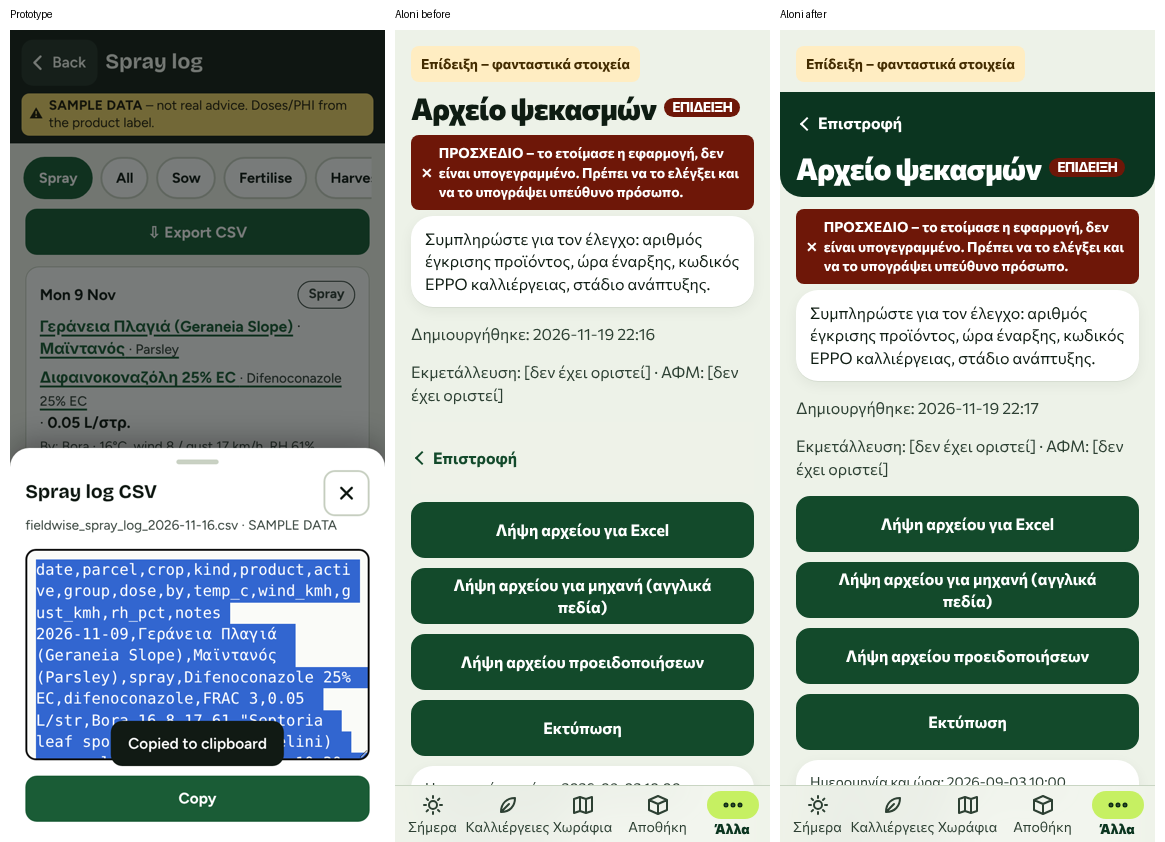 Prototype
Back
Spray log
SAMPLE DATA – not real advice. Doses/PHI from
the product label.
Spray
All
Sow
Fertilise
Harve
⇩ Export CSV
Mon 9 Nov
Spray
Γεράνεια Πλαγιά (Geraneia Slope) ·
Μαϊντανός · Parsley
Διφαινοκοναζόλη 25% EC · Difenoconazole
25% EC
· 0.05 L/στρ.
By: Bora · 16°C, wind 8 / gust 17 km/h, RH 61%
Spray log CSV
fieldwise_spray_log_2026-11-16.csv · SAMPLE DATA
date,parcel,crop,kind,product,acti
ve,group,dose,by,temp_c,wind_kmh,g
ust_kmh,rh_pct,notes
2026-11-09,Γεράνεια Πλαγιά
(Geraneia Slope),Μαϊντανός
(Parsley),spray,Difenoconazole 25%
EC,difenoconazole,FRAC 3,0.05
L/str,Bora,16,8,17,61,"Septoria
leaf spo
elini)
Copied to clipboard
Copy
Aloni before
Επίδειξη – φανταστικά στοιχεία
Αρχείο ψεκασμών ΕΠΙΔΕΙΞΗ
ΠΡΟΣΧΕΔΙΟ – το ετοίμασε η εφαρμογή, δεν
είναι υπογεγραμμένο. Πρέπει να το ελέγξει και
να το υπογράψει υπεύθυνο πρόσωπο.
Συμπληρώστε για τον έλεγχο: αριθμός
έγκρισης προϊόντος, ώρα έναρξης, κωδικός
EPPO καλλιέργειας, στάδιο ανάπτυξης.
Δημιουργήθηκε: 2026-11-19 22:16
Εκμετάλλευση: [δεν έχει οριστεί] · ΑΦΜ: [δεν
έχει οριστεί]
Επιστροφή
Λήψη αρχείου για Excel
Λήψη αρχείου για μηχανή (αγγλικά
πεδία)
Λήψη αρχείου προειδοποιήσεων
Εκτύπωση
Σήμερα
Καλλιέργειες
Χωράφια
Αποθήκη
Άλλα
Aloni after
Επίδειξη – φανταστικά στοιχεία
Επιστροφή
Αρχείο ψεκασμών ΕΠΙΔΕΙΞΗ
ΠΡΟΣΧΕΔΙΟ – το ετοίμασε η εφαρμογή, δεν
είναι υπογεγραμμένο. Πρέπει να το ελέγξει και
να το υπογράψει υπεύθυνο πρόσωπο.
Συμπληρώστε για τον έλεγχο: αριθμός
έγκρισης προϊόντος, ώρα έναρξης, κωδικός
EPPO καλλιέργειας, στάδιο ανάπτυξης.
Δημιουργήθηκε: 2026-11-19 22:17
Εκμετάλλευση: [δεν έχει οριστεί] · ΑΦΜ: [δεν
έχει οριστεί]
Λήψη αρχείου για Excel
Λήψη αρχείου για μηχανή (αγγλικά
πεδία)
Λήψη αρχείου προειδοποιήσεων
Εκτύπωση
Ημερομηνία και ώρα: 2026-09-03 10:00
Σήμερα
Καλλιέργειες
Χωράφια
Αποθήκη
Άλλα